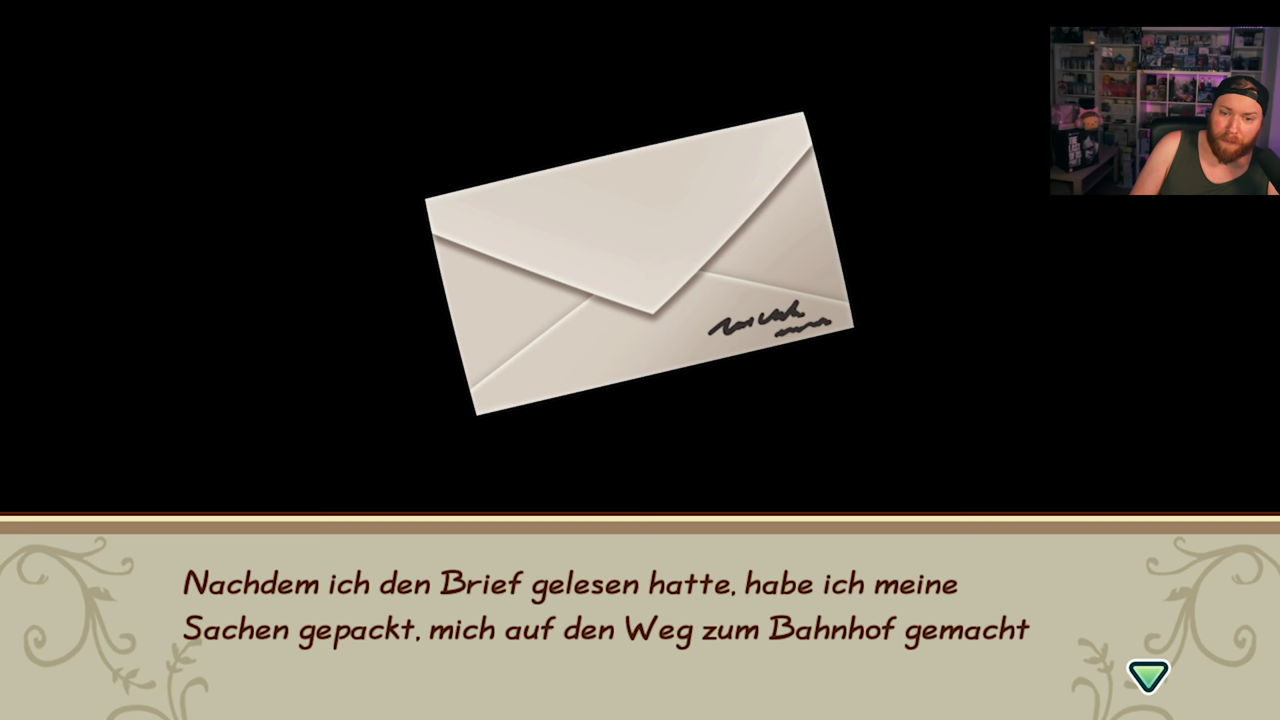 Nachdem ich den Brief gelesen hatte, habe ich meine
Sachen gepackt, mich auf den Weg zum Bahnhof gemacht